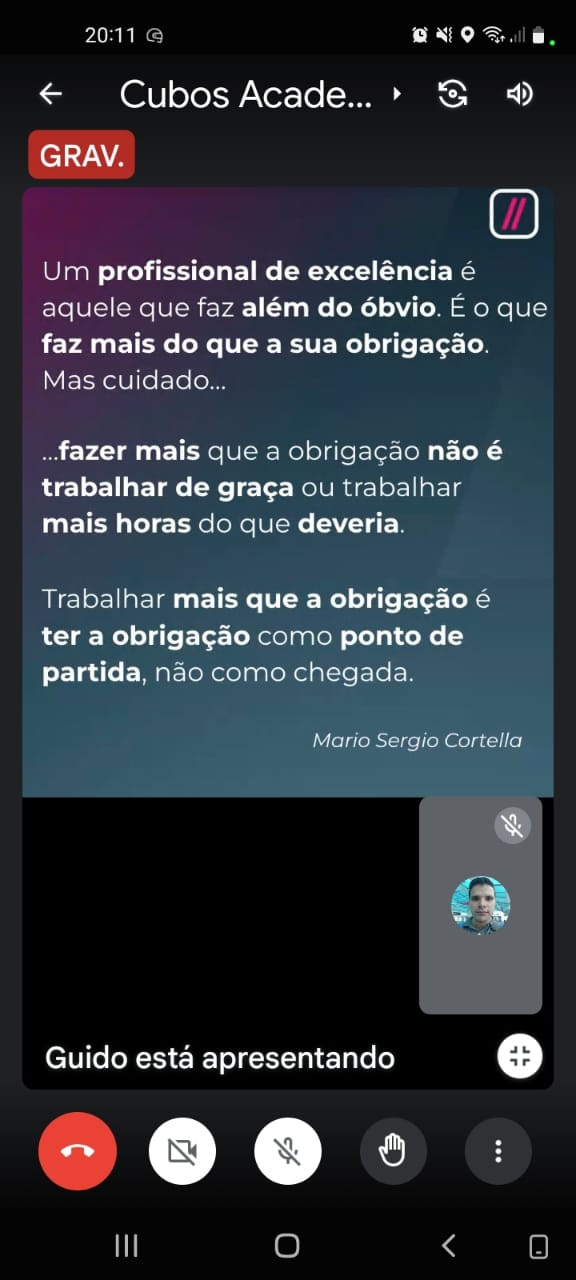 20:11
Cubos Acade...
GRAV.
Um profissional de excelência é
aquele que faz além do óbvio. É o que
faz mais do que a sua obrigação.
Mas cuidado...
...fazer mais que a obrigação não é
trabalhar de graça ou trabalhar
mais horas do que deveria.
Trabalhar mais que a obrigação é
ter a obrigação como ponto de
partida, não como chegada.
Mario Sergio Cortella
Guido está apresentando